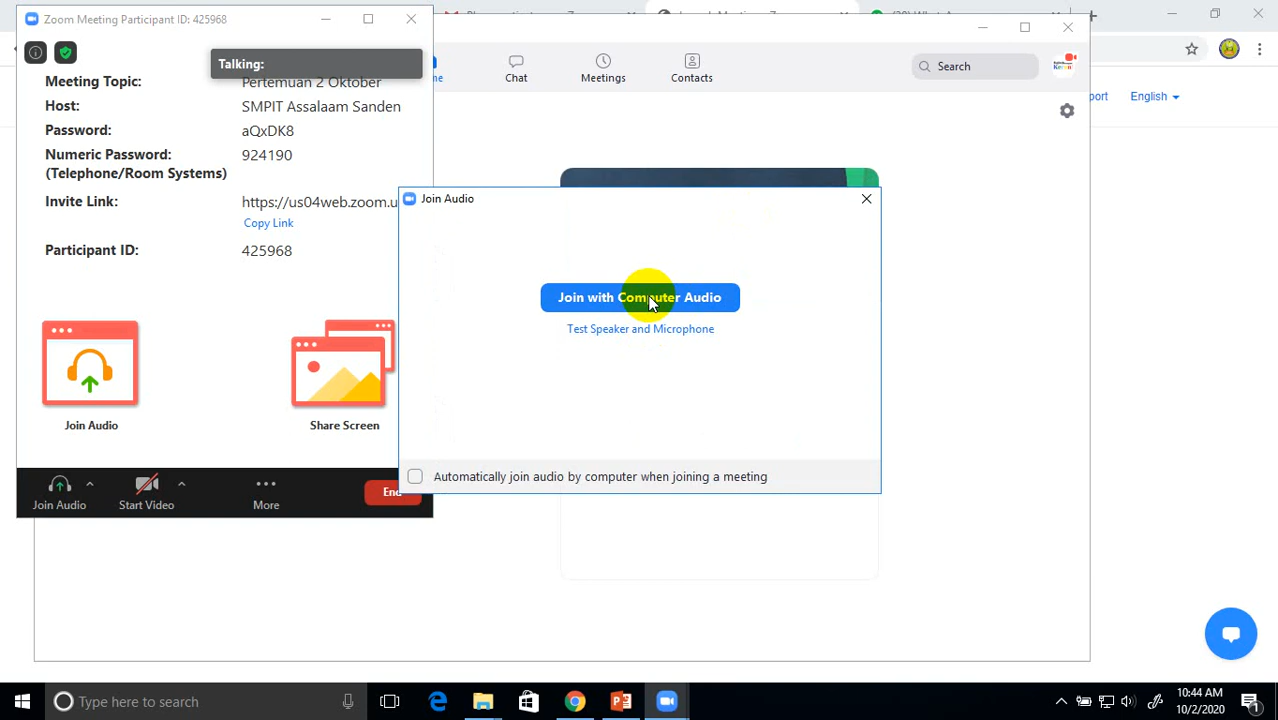 Zoom Meeting Participant ID: 425968
Talking:
Meeting Topic: Pertemuan 2 Oktober
Host: SMPIT Assalaam Sanden
Password: aQxDK8
Numeric Password: 924190
(Telephone/Room Systems)
Invite Link: https://us04web.zoom.u
Copy Link
Participant ID: 425968
Join Audio
Share Screen
Join Audio
Start Video
More
End
Chat
Meetings
Contacts
Search
English
Join Audio
Join with Computer Audio
Test Speaker and Microphone
Automatically join audio by computer when joining a meeting
Type here to search
10:44 AM
10/2/2020
1